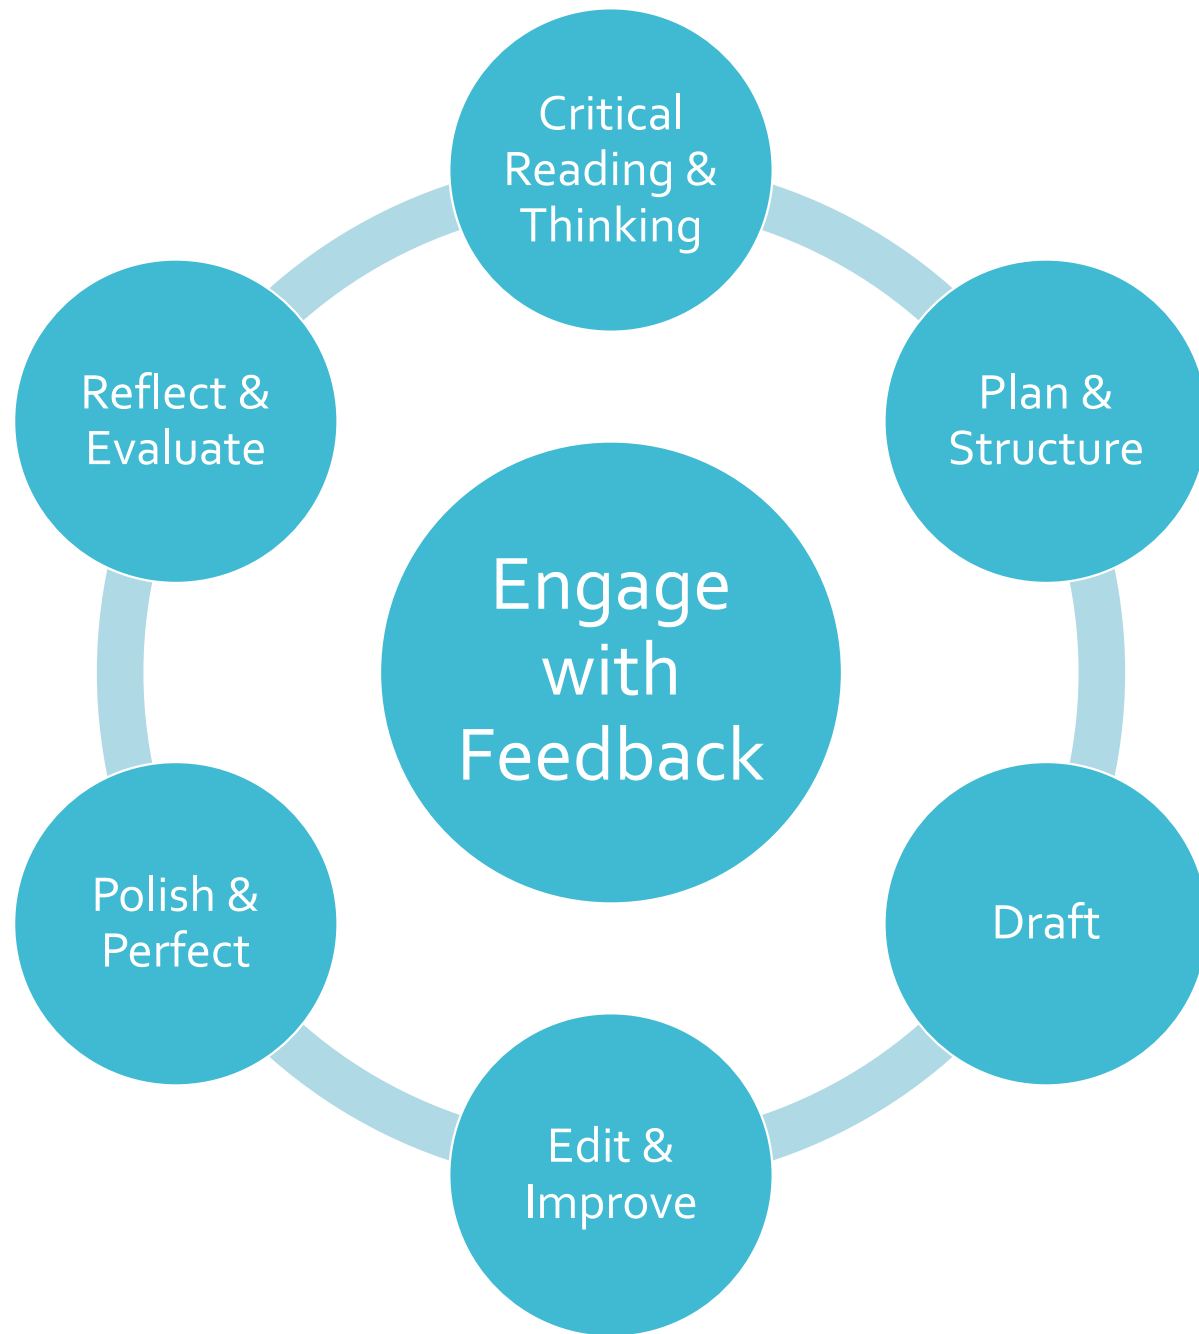 Critical
Reading &
Thinking
Plan &
Structure
Draft
Edit &
Improve
Polish &
Perfect
Reflect &
Evaluate
Engage
with
Feedback